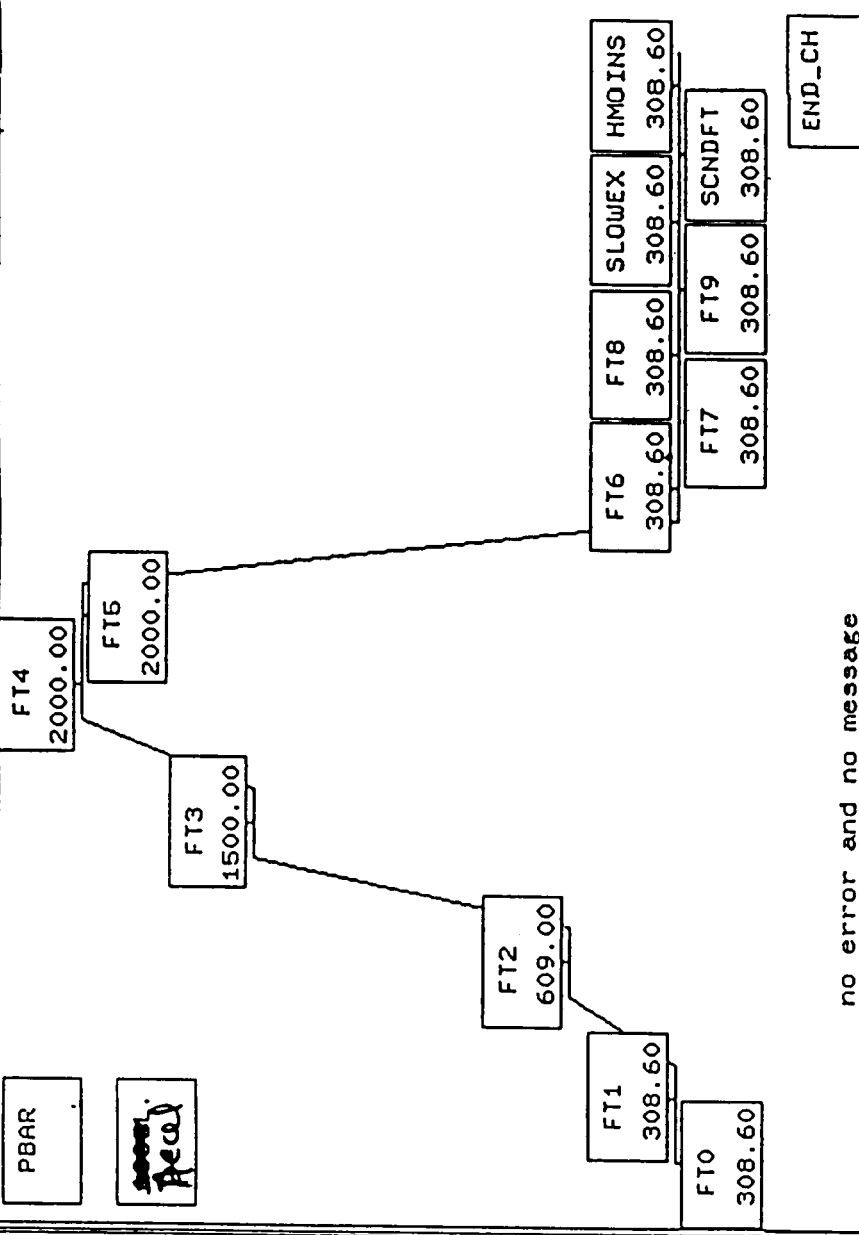 PBAR
Accel
FT4
2000.00
FT5
2000.00
FT3
1500.00
FT2
609.00
FT1
308.60
FT0
308.60
FT6
308.60
FT8
308.60
SLOWEX
308.60
HMOINS
308.60
FT7
308.60
FT9
308.60
SCNDFT
308.60
END_CH
no error and no message